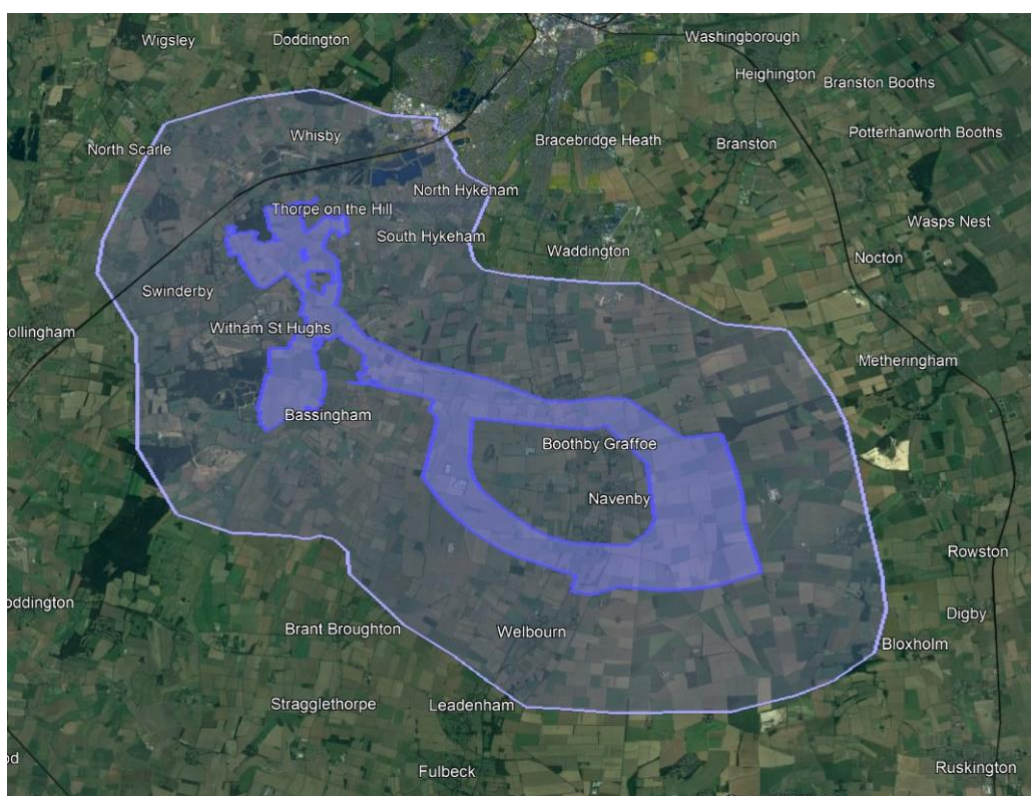 Wigsley
Doddington
Washingborough
Heighington
Branston Booths
North Scarle
Whisby
Bracebridge Heath
Branston
Potterhanworth Booths
North Hykeham
Thorpe on the Hill
South Hykeham
Wasps Nest
Waddington
Nocton
Swinderby
ollingham
Witham St Hughs
Metheringham
Bassingham
Boothby Graffoe
Navenby
Rowston
oddington
Digby
Brant Broughton
Welbourn
Bloxholm
Stragglethorpe
Leadenham
od
Fulbeck
Ruskington